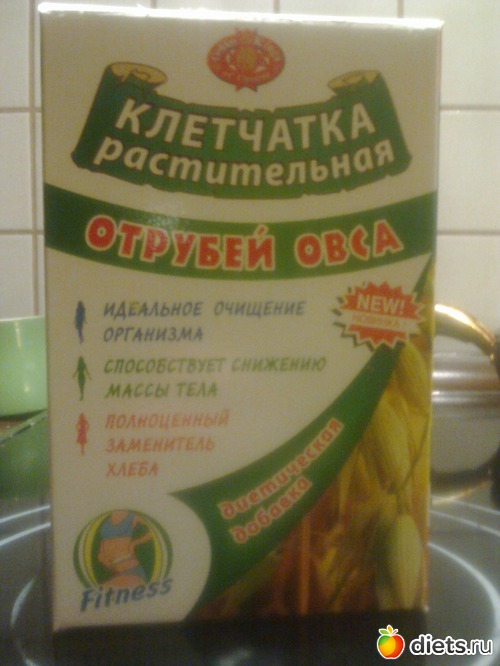 КЛЕТЧАТКА
растительная
ОТРУБЕЙ ОВСА
ИДЕАЛЬНОЕ ОЧИЩЕНИЕ
ОРГАНИЗМА
NEW!
НОВИНКА
СПОСОБСТВУЕТ СНИЖЕНИЮ
МАССЫ ТЕЛА
ПОЛНОЦЕННЫЙ
ЗАМЕНИТЕЛЬ
ХЛЕБА
диетическая
добавка
Fitness
diets.ru